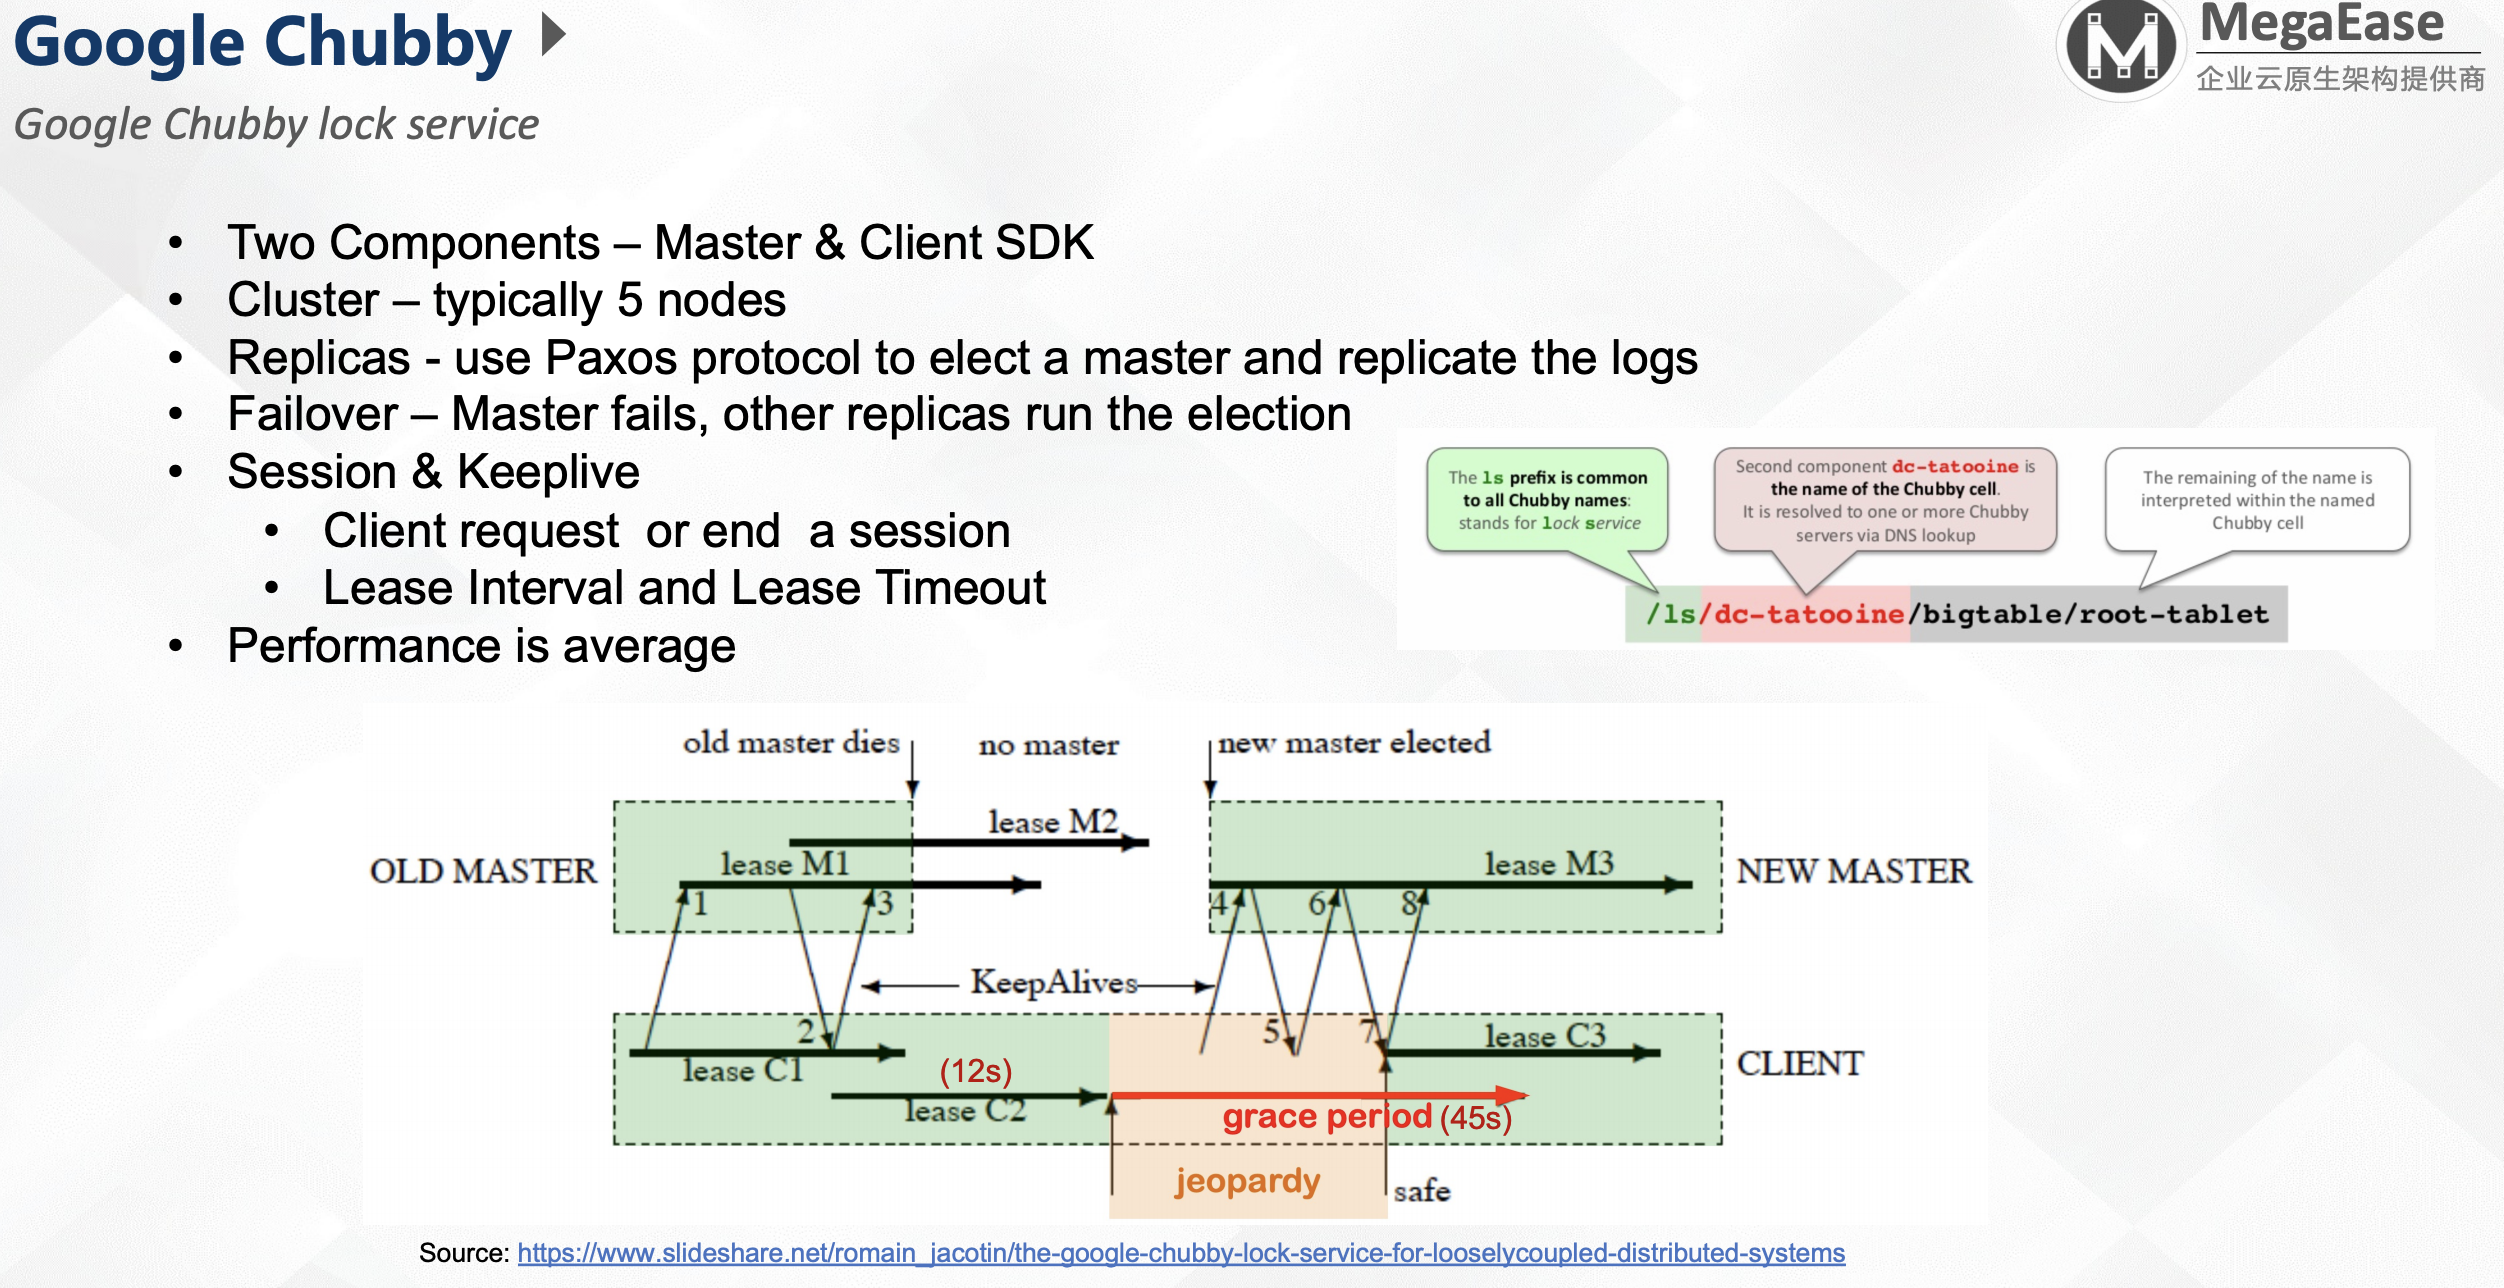 Google Chubby
MegaEase
企业云原生架构提供商
Google Chubby lock service
• Two Components – Master & Client SDK
• Cluster – typically 5 nodes
• Replicas - use Paxos protocol to elect a master and replicate the logs
• Failover – Master fails, other replicas run the election
• Session & Keeplive
• Client request or end a session
• Lease Interval and Lease Timeout
• Performance is average
The ls prefix is common
to all Chubby names:
stands for lock service
Second component dc-tatooine is
the name of the Chubby cell.
It is resolved to one or more Chubby
servers via DNS lookup
The remaining of the name is
interpreted within the named
Chubby cell
/ls/dc-tatooine/bigtable/root-tablet
old master dies
no master
new master elected
lease M2
OLD MASTER
lease M1
lease M3
NEW MASTER
1
3
4
6
8
KeepAlives
2
5
7
lease C3
lease C1
(12s)
CLIENT
lease C2
grace period (45s)
jeopardy
safe
Source: https://www.slideshare.net/romain_jacotin/the-google-chubby-lock-service-for-looselycoupled-distributed-systems